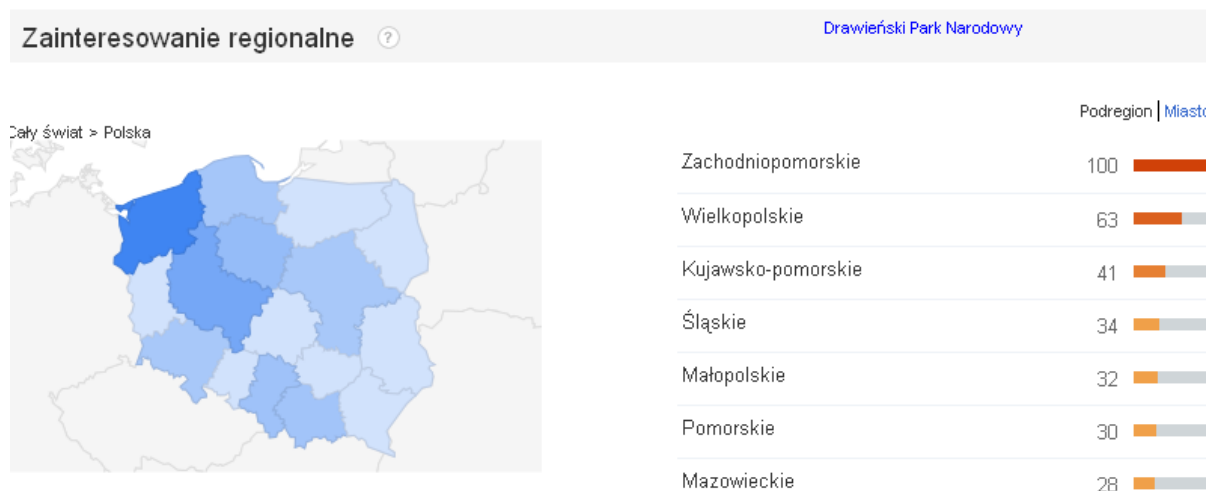 Zainteresowanie regionalne ?
Drawieński Park Narodowy
Podregion | Miasto
Cały świat > Polska
Zachodniopomorskie 100
Wielkopolskie 63
Kujawsko-pomorskie 41
Śląskie 34
Małopolskie 32
Pomorskie 30
Mazowieckie 28